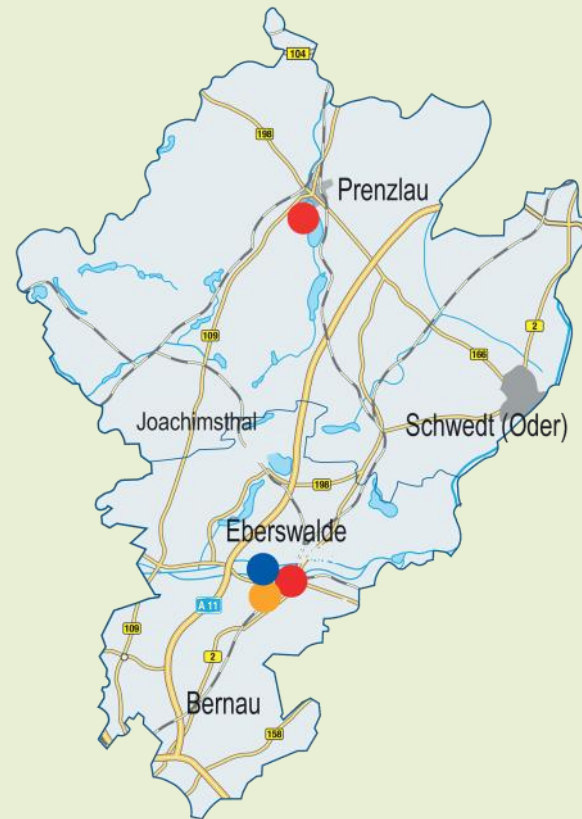 104
198
Prenzlau
2
109
166
Joachimsthal
Schwedt (Oder)
198
Eberswalde
A 11
109
2
Bernau
158